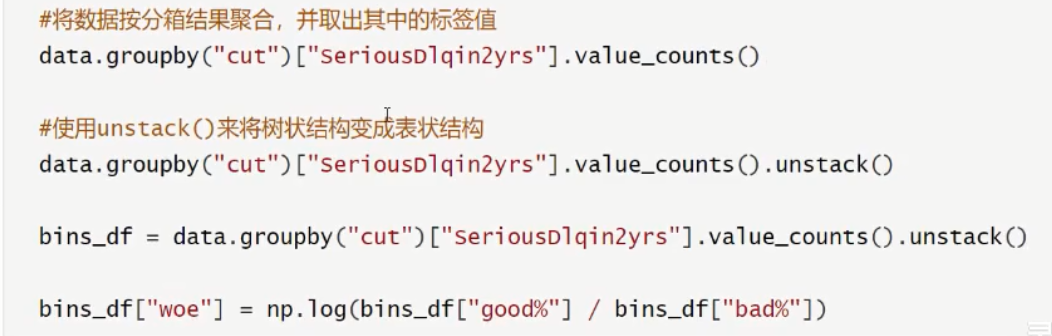 #将数据按分箱结果聚合，并取出其中的标签值
data.groupby("cut")["SeriousDlqin2yrs"].value_counts()
#使用unstack()来将树状结构变成表状结构
data.groupby("cut")["SeriousDlqin2yrs"].value_counts().unstack()
bins_df = data.groupby("cut")["SeriousDlqin2yrs"].value_counts().unstack()
bins_df["woe"] = np.log(bins_df["good%"] / bins_df["bad%"])